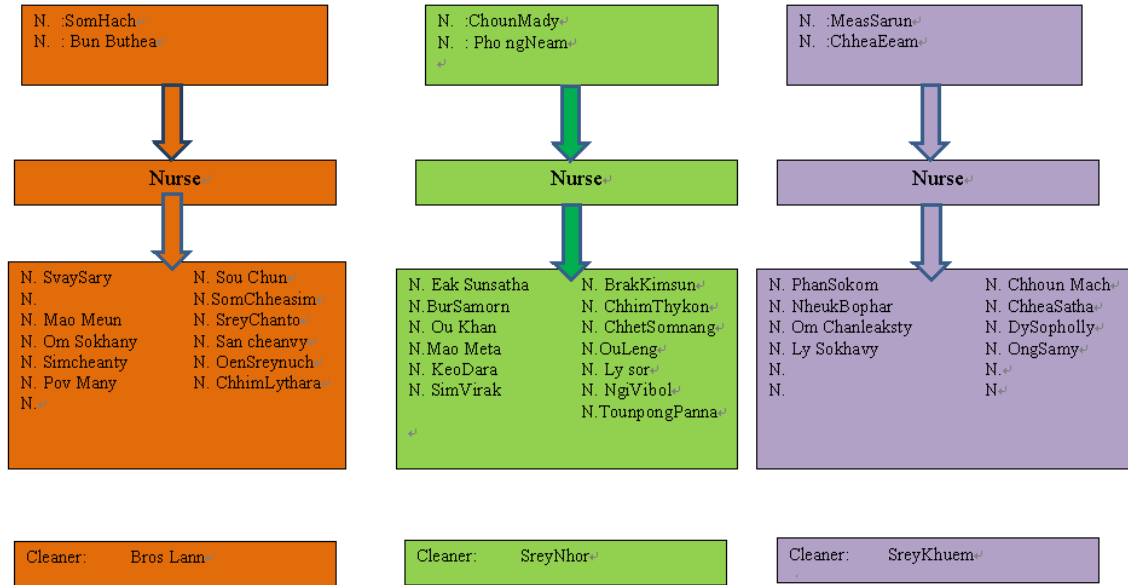 N. :SomHach
N. : Bun Buthea
Nurse
N. SvaySary
N.
N. Mao Meun
N. Om Sokhany
N. Simcheanty
N. Pov Many
N.
N. Sou Chun
N.SomChheasim
N. SreyChanto
N. San cheanvy
N. OenSreynuch
N. ChhimLythara
Cleaner: Bros Lann
N. :ChounMady
N. : Pho ngNeam
Nurse
N. Eak Sunsatha
N.BurSamorn
N. Ou Khan
N.Mao Meta
N. KeoDara
N. SimVirak
N. BrakKimsun
N. ChhimThykon
N. ChhetSomnang
N.OuLeng
N. Ly sor
N. NgiVibol
N.TounpongPanna
Cleaner: SreyNhor
N. :MeasSarun
N. :ChheaEeam
Nurse
N. PhanSokom
N. NheukBophar
N. Om Chanleaksty
N. Ly Sokhavy
N.
N.
N. Chhoun Mach
N. ChheaSatha
N. DySopholly
N. OngSamy
N.
N
Cleaner: SreyKhuem